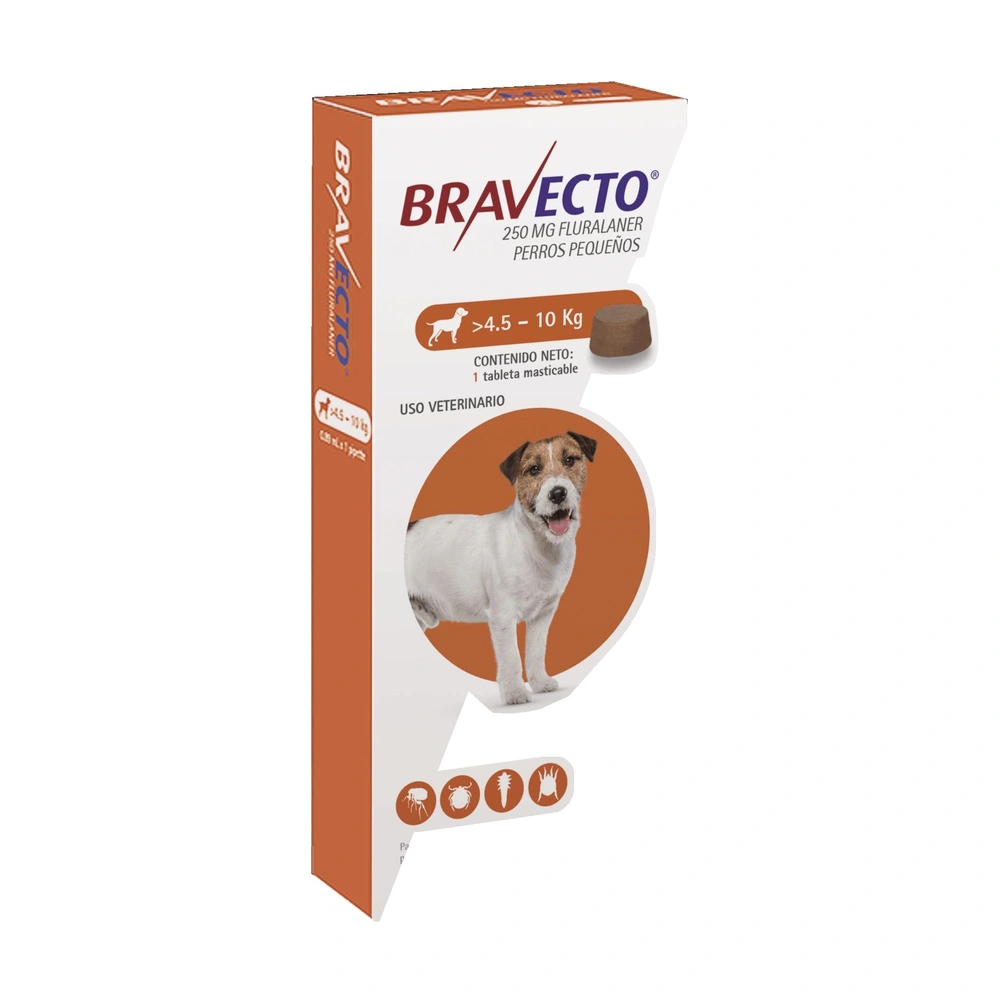 BRAVECTO
BRAVECTO®
250 MG FLURALANER
PERROS PEQUEÑOS
>4.5 – 10 Kg
CONTENIDO NETO:
1 tableta masticable
USO VETERINARIO
BRAVECTO®
250 MG FLURALANER
>4.5 – 10 kg